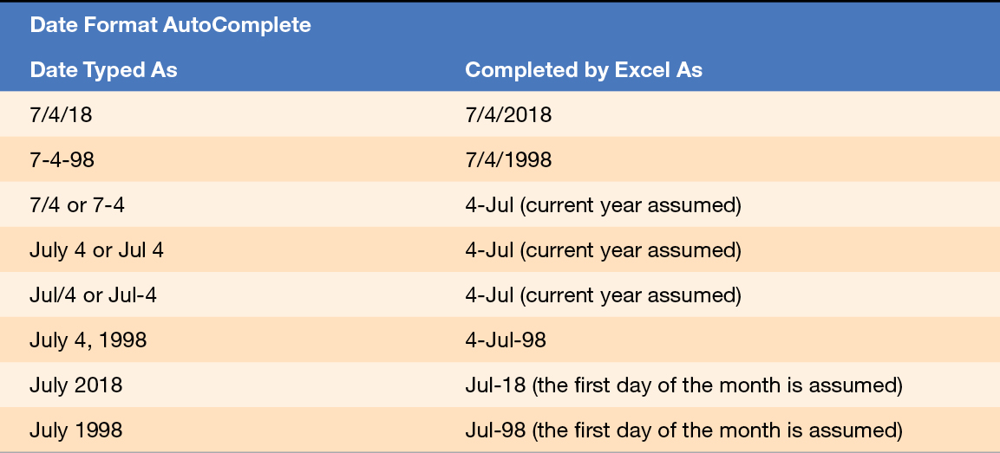 Date Format AutoComplete
Date Typed As Completed by Excel As
7/4/18 7/4/2018
7-4-98 7/4/1998
7/4 or 7-4 4-Jul (current year assumed)
July 4 or Jul 4 4-Jul (current year assumed)
Jul/4 or Jul-4 4-Jul (current year assumed)
July 4, 1998 4-Jul-98
July 2018 Jul-18 (the first day of the month is assumed)
July 1998 Jul-98 (the first day of the month is assumed)